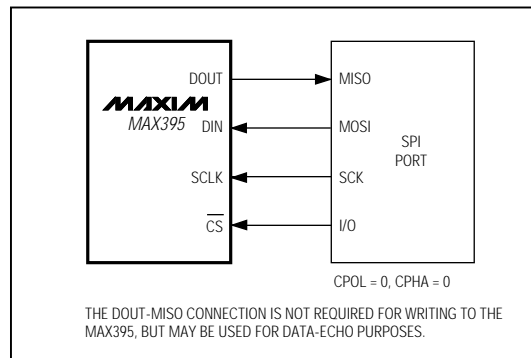 DOUT
MISO
MAXIM
MAX395
DIN
MOSI
SPI
PORT
SCLK
SCK
CS
I/O
CPOL = 0, CPHA = 0
THE DOUT-MISO CONNECTION IS NOT REQUIRED FOR WRITING TO THE
MAX395, BUT MAY BE USED FOR DATA-ECHO PURPOSES.